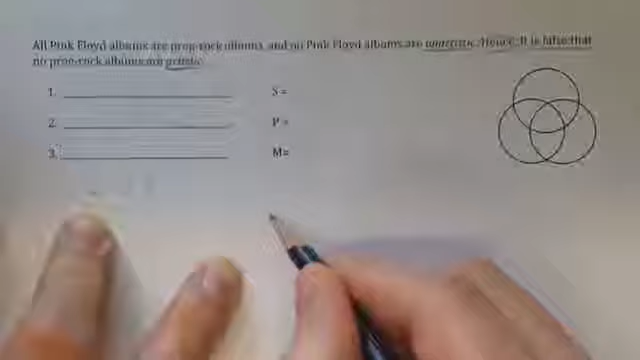 All Pink Floyd albums are prog-rock albums, and no Pink Floyd albums are unartistic. Hence, it is false that
no prog-rock albums are artistic.
1.
S =
2.
P =
3.
M=